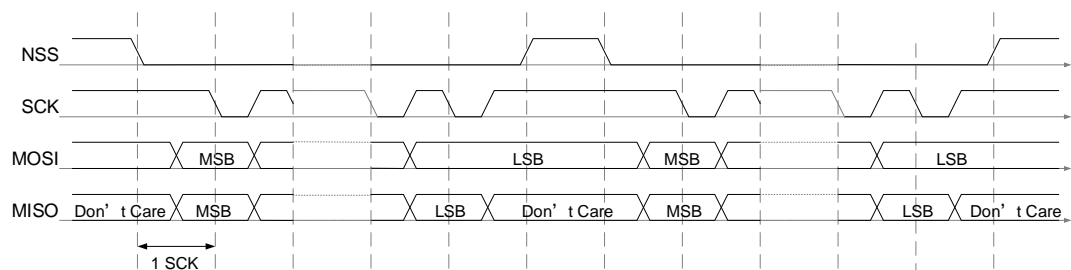 NSS
SCK
MOSI MSB LSB MSB LSB
MISO Don't Care MSB LSB Don't Care MSB LSB Don't Care
1 SCK